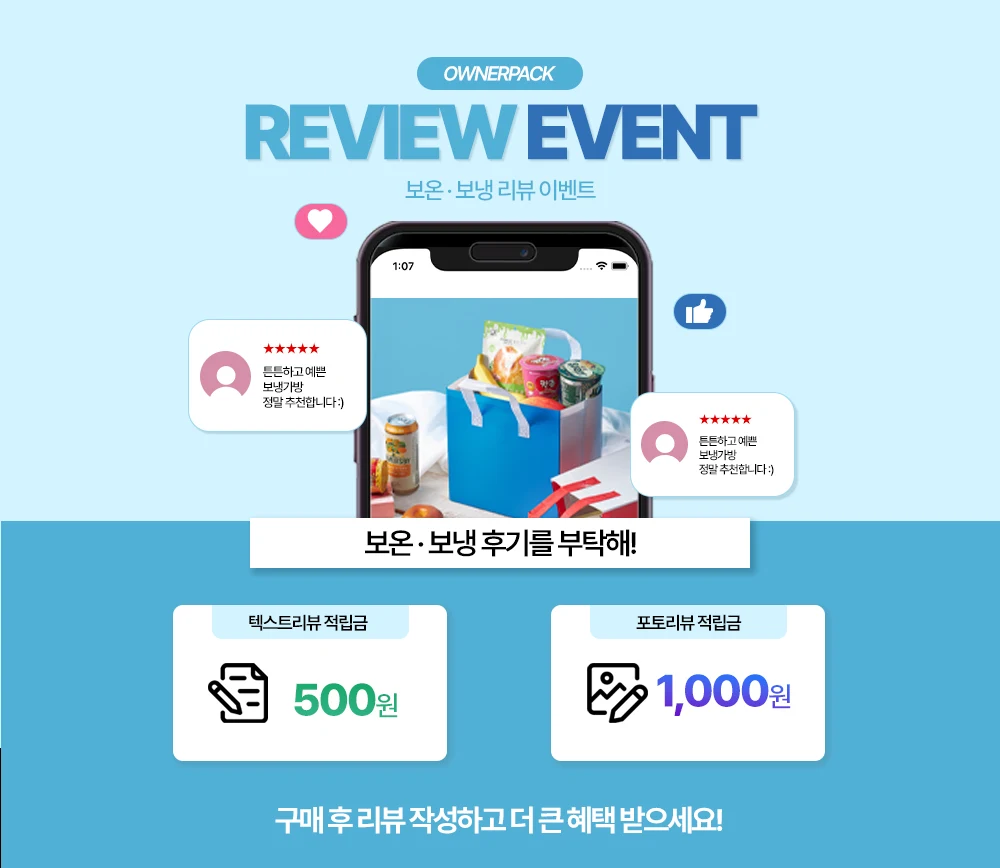 OWNERPACK
REVIEW EVENT
보온 · 보냉 리뷰 이벤트
1:07
★★★★★
튼튼하고 예쁜
보냉가방
정말 추천합니다 :)
★★★★★
튼튼하고 예쁜
보냉가방
정말 추천합니다 :)
보온 · 보냉 후기를 부탁해!
텍스트리뷰 적립금
500원
포토리뷰 적립금
1,000원
구매 후 리뷰 작성하고 더 큰 혜택 받으세요!